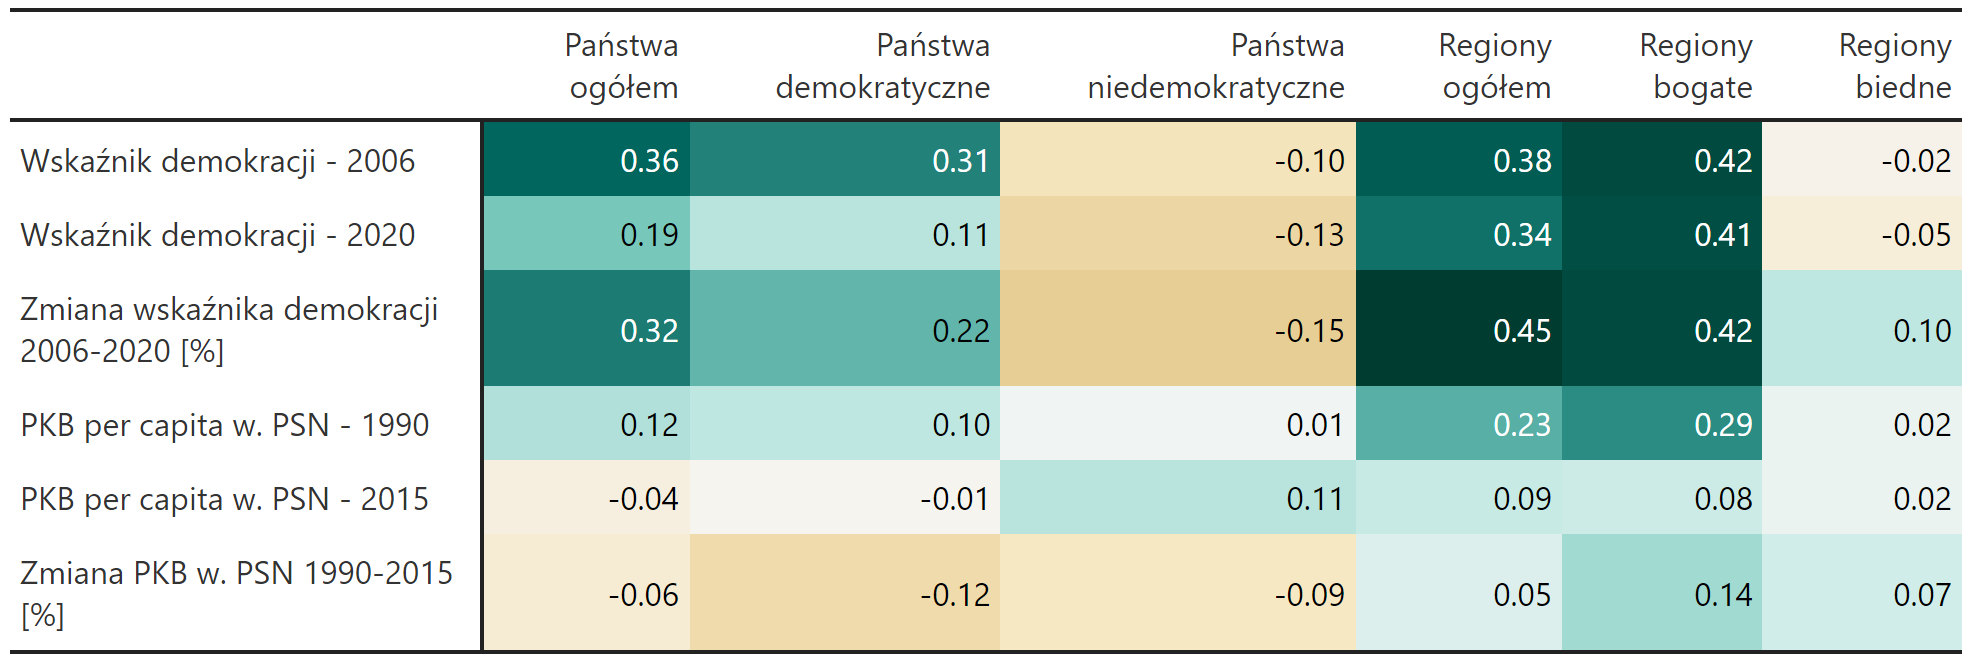 Państwa ogółem Państwa demokratyczne Państwa niedemokratyczne Regiony ogółem Regiony bogate Regiony biedne
Wskaźnik demokracji - 2006 0.36 0.31 -0.10 0.38 0.42 -0.02
Wskaźnik demokracji - 2020 0.19 0.11 -0.13 0.34 0.41 -0.05
Zmiana wskaźnika demokracji
2006-2020 [%] 0.32 0.22 -0.15 0.45 0.42 0.10
PKB per capita w. PSN - 1990 0.12 0.10 0.01 0.23 0.29 0.02
PKB per capita w. PSN - 2015 -0.04 -0.01 0.11 0.09 0.08 0.02
Zmiana PKB w. PSN 1990-2015
[%] -0.06 -0.12 -0.09 0.05 0.14 0.07